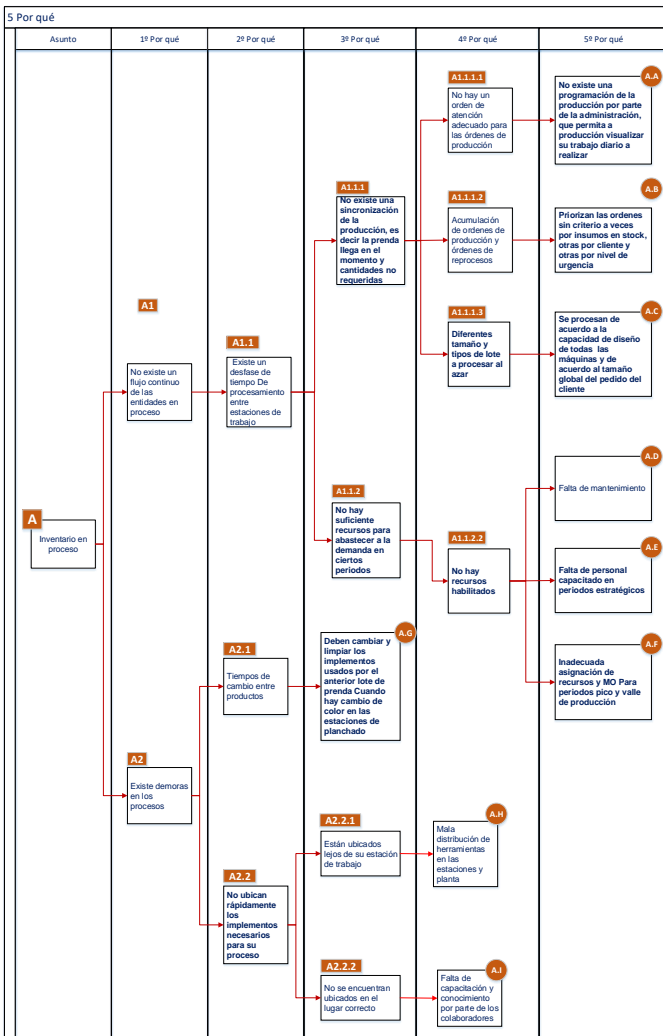 5 Por qué
Asunto
1º Por qué
2º Por qué
3º Por qué
4º Por qué
5º Por qué
A
Inventario en
proceso
A1
No existe un
flujo continuo
de las
entidades en
proceso
A1.1
Existe un
desfase de
tiempo De
procesamiento
entre
estaciones de
trabajo
A1.1.1
No existe una
sincronización
de la
producción, es
decir la prenda
llega en el
momento y
cantidades no
requeridas
A1.1.1.1
No hay un
orden de
atención
adecuado para
las órdenes de
producción
A.A
No existe una
programación de la
producción por parte
de la administración,
que permita a
producción visualizar
su trabajo diario a
realizar
A1.1.1.2
Acumulación
de ordenes de
producción y
órdenes de
reprocesos
A.B
Priorizan las ordenes
sin criterio a veces
por insumos en stock,
otras por cliente y
otras por nivel de
urgencia
A1.1.1.3
Diferentes
tamaño y
tipos de lote
a procesar al
azar
A.C
Se procesan de
acuerdo a la
capacidad de diseño
de todas las
máquinas y de
acuerdo al tamaño
global del pedido del
cliente
A1.1.2
No hay
suficiente
recursos para
abastecer a la
demanda en
ciertos
periodos
A1.1.2.2
No hay
recursos
habilitados
A.D
Falta de mantenimiento
A.E
Falta de personal
capacitado en
periodos estratégicos
A.F
Inadecuada
asignación de
recursos y MO Para
periodos pico y valle
de producción
A2
Existe demoras
en los
procesos
A2.1
Tiempos de
cambio entre
productos
A.G
Deben cambiar y
limpiar los
implementos
usados por el
anterior lote de
prenda Cuando
hay cambio de
color en las
estaciones de
planchado
A2.2
No ubican
rápidamente
los
implementos
necesarios
para su
proceso
A2.2.1
Están ubicados
lejos de su estación
de trabajo
A.H
Mala
distribución de
herramientas
en las
estaciones y
planta
A2.2.2
No se encuentran
ubicados en el
lugar correcto
A.I
Falta de
capacitación y
conocimiento
por parte de los
colaboradores